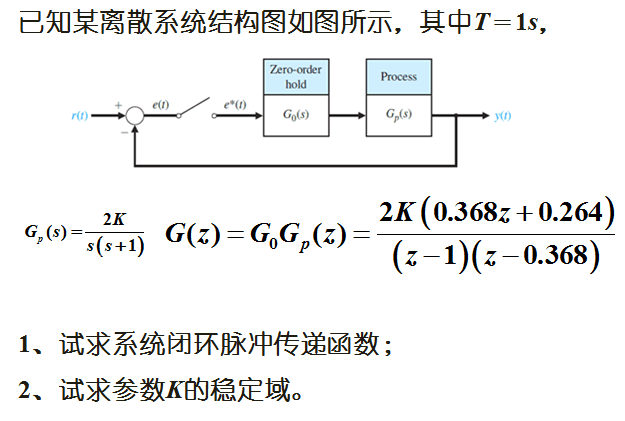 已知某离散系统结构图如图所示，其中T＝1s，
Zero-order hold
Process
r(t)
+
−
e(t)
e*(t)
G₀(s)
Gₚ(s)
y(t)
Gₚ(s)=2K/(s(s+1))
G(z)=G₀Gₚ(z)=2K(0.368z+0.264)/((z−1)(z−0.368))
1、试求系统闭环脉冲传递函数；
2、试求参数K的稳定域。